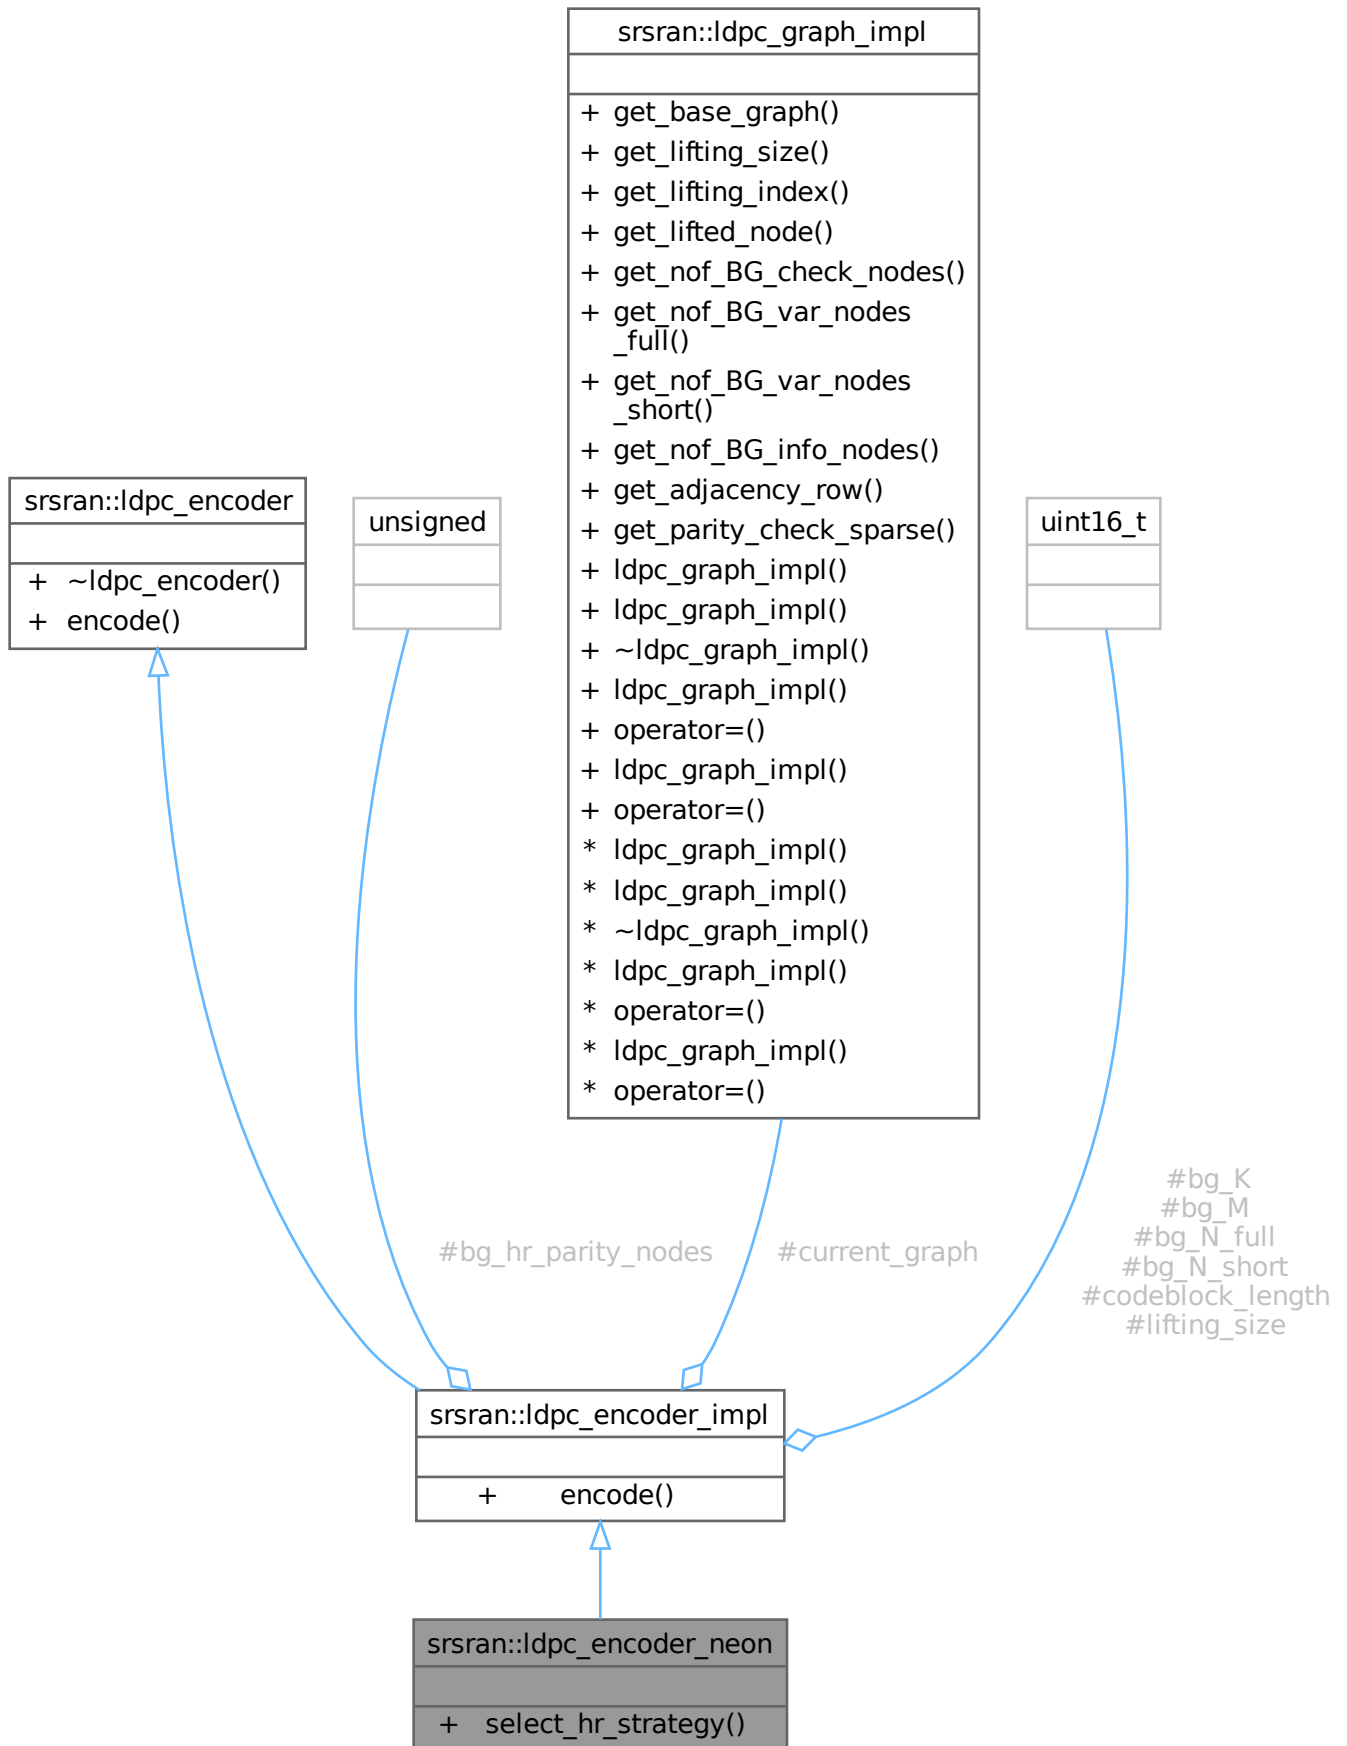 srsran::ldpc_graph_impl
+ get_base_graph()
+ get_lifting_size()
+ get_lifting_index()
+ get_lifted_node()
+ get_nof_BG_check_nodes()
+ get_nof_BG_var_nodes
_full()
+ get_nof_BG_var_nodes
_short()
+ get_nof_BG_info_nodes()
+ get_adjacency_row()
+ get_parity_check_sparse()
+ ldpc_graph_impl()
+ ldpc_graph_impl()
+ ~ldpc_graph_impl()
+ ldpc_graph_impl()
+ operator=()
+ ldpc_graph_impl()
+ operator=()
* ldpc_graph_impl()
* ldpc_graph_impl()
* ~ldpc_graph_impl()
* ldpc_graph_impl()
* operator=()
* ldpc_graph_impl()
* operator=()
srsran::ldpc_encoder
+ ~ldpc_encoder()
+ encode()
unsigned
uint16_t
#bg_hr_parity_nodes
#current_graph
#bg_K
#bg_M
#bg_N_full
#bg_N_short
#codeblock_length
#lifting_size
srsran::ldpc_encoder_impl
+ encode()
srsran::ldpc_encoder_neon
+ select_hr_strategy()